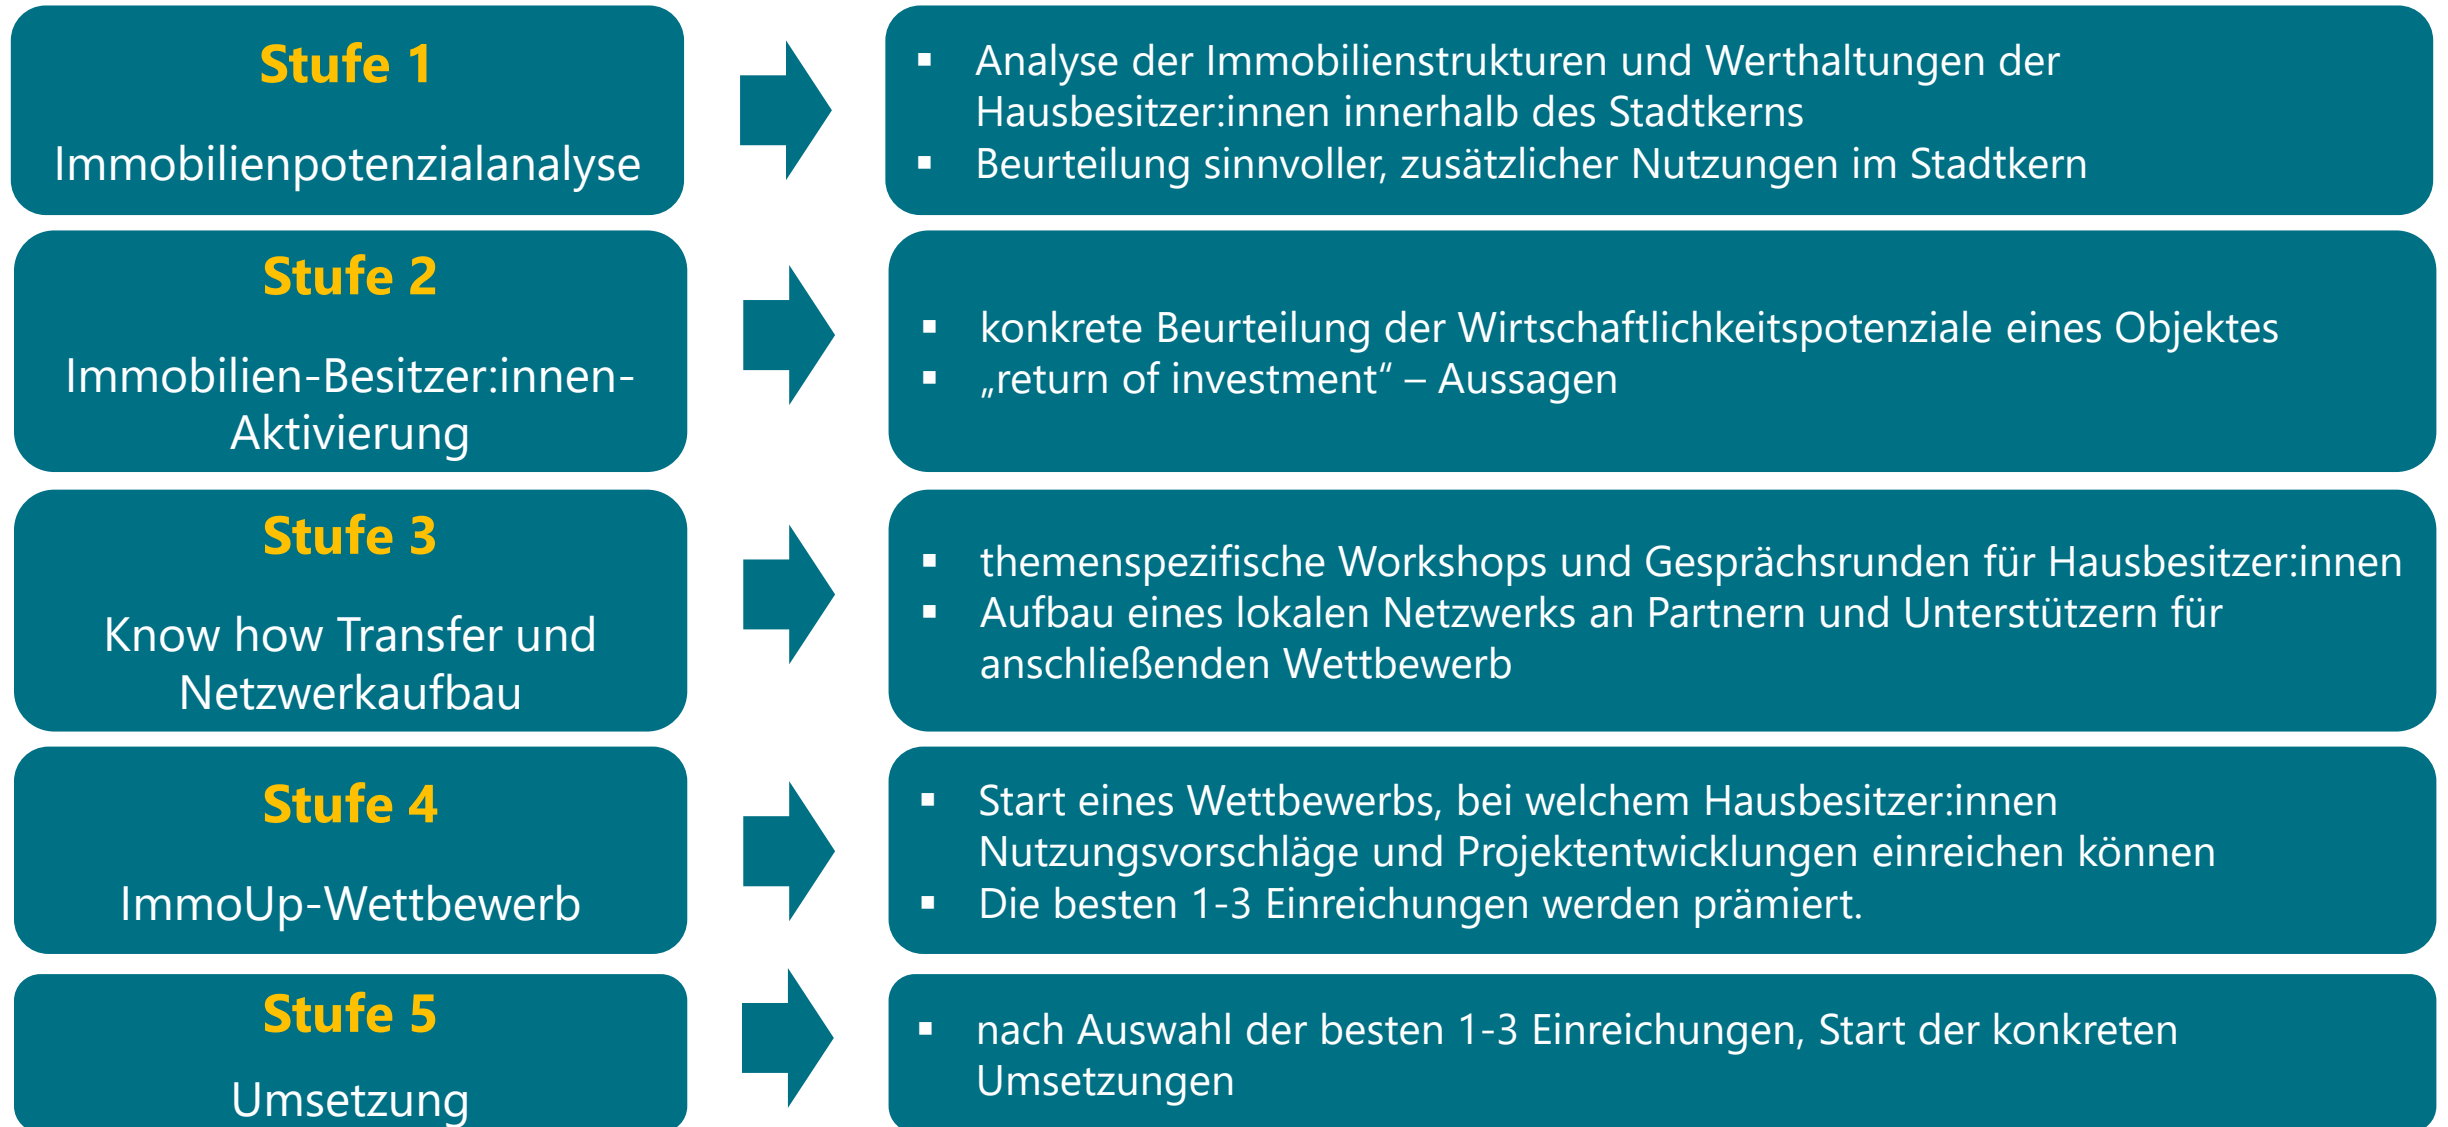 Stufe 1
Immobilienpotenzialanalyse
▪ Analyse der Immobilienstrukturen und Werthaltungen der
Hausbesitzer:innen innerhalb des Stadtkerns
▪ Beurteilung sinnvoller, zusätzlicher Nutzungen im Stadtkern
Stufe 2
Immobilien-Besitzer:innen-
Aktivierung
▪ konkrete Beurteilung der Wirtschaftlichkeitspotenziale eines Objektes
▪ „return of investment“ – Aussagen
Stufe 3
Know how Transfer und
Netzwerkaufbau
▪ themenspezifische Workshops und Gesprächsrunden für Hausbesitzer:innen
▪ Aufbau eines lokalen Netzwerks an Partnern und Unterstützern für
anschließenden Wettbewerb
Stufe 4
ImmoUp-Wettbewerb
▪ Start eines Wettbewerbs, bei welchem Hausbesitzer:innen
Nutzungsvorschläge und Projektentwicklungen einreichen können
▪ Die besten 1-3 Einreichungen werden prämiert.
Stufe 5
Umsetzung
▪ nach Auswahl der besten 1-3 Einreichungen, Start der konkreten
Umsetzungen